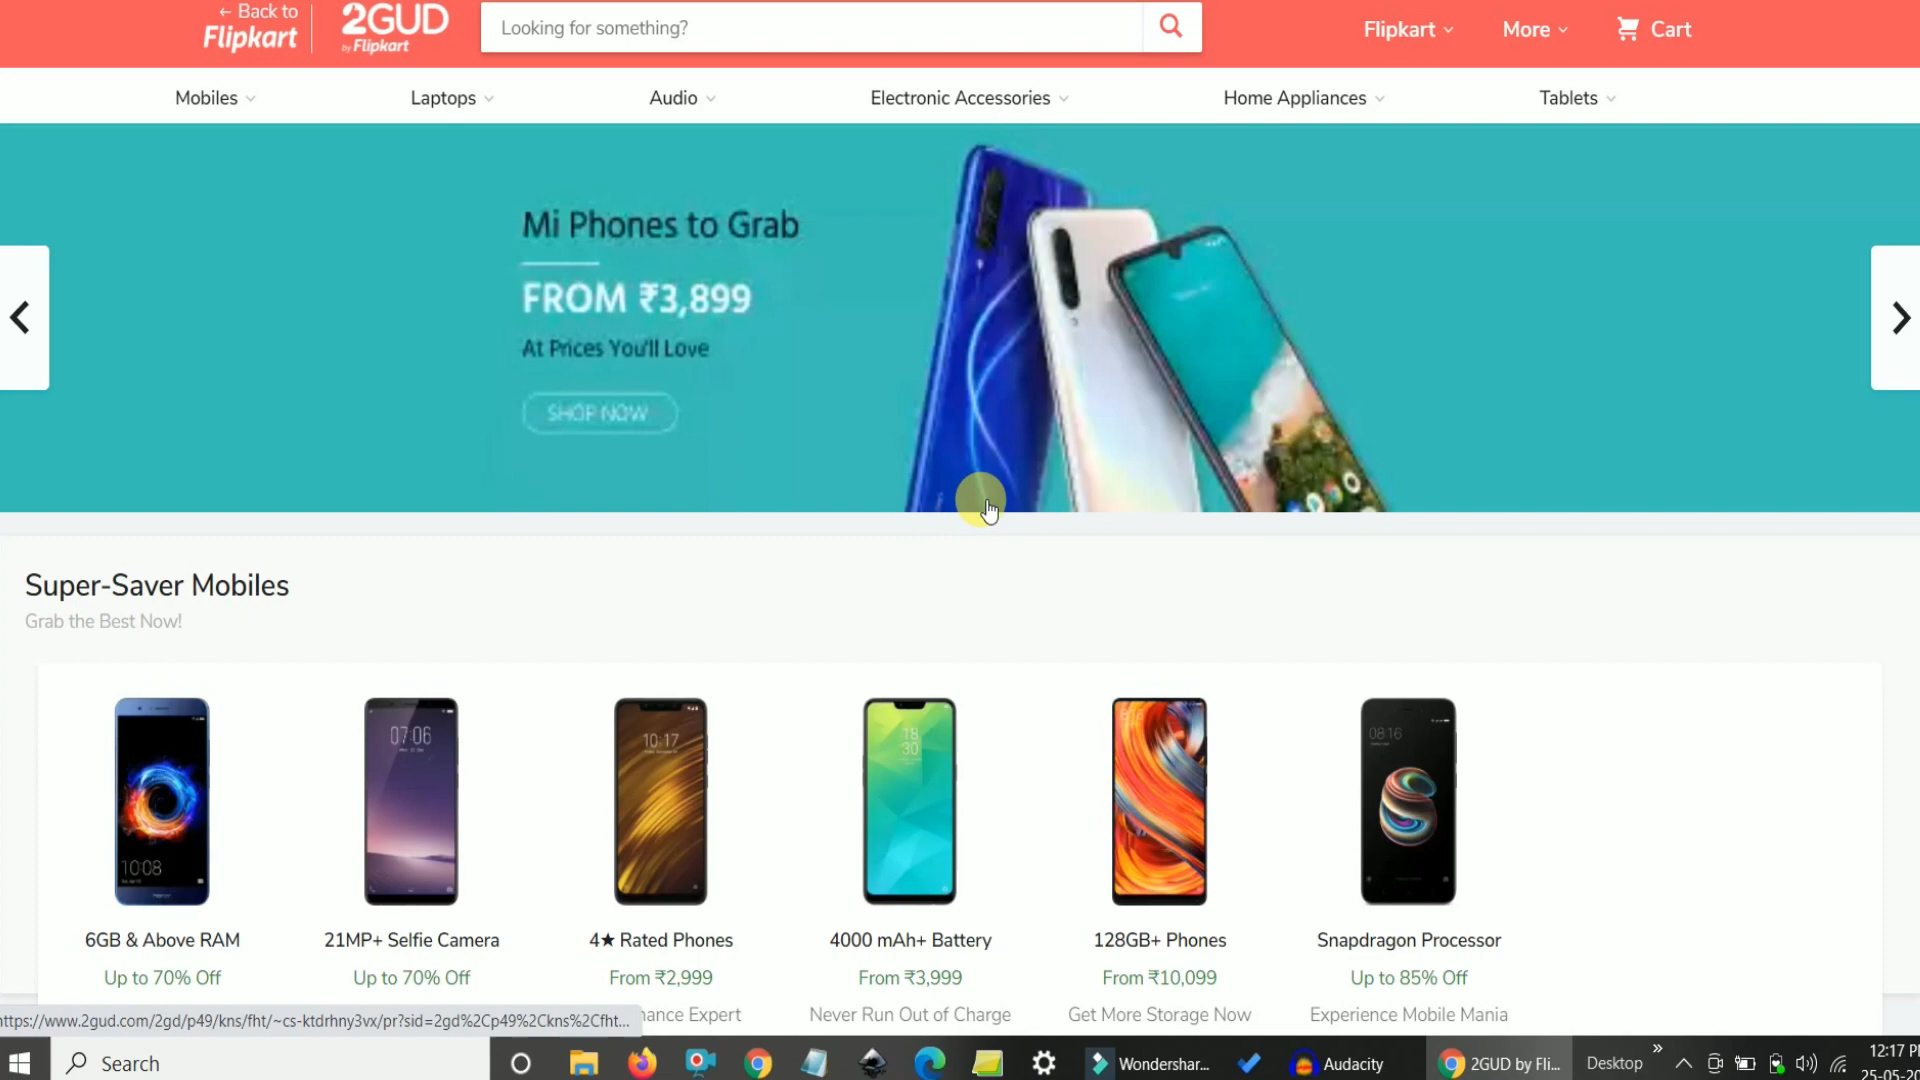 ← Back to
Flipkart
2GUD
by Flipkart
Looking for something?
Flipkart
More
Cart
Mobiles
Laptops
Audio
Electronic Accessories
Home Appliances
Tablets
Mi Phones to Grab
FROM ₹3,899
At Prices You'll Love
SHOP NOW
Super-Saver Mobiles
Grab the Best Now!
07:06
10:17
18
30
08:16
10:08
6GB & Above RAM
21MP+ Selfie Camera
4★ Rated Phones
4000 mAh+ Battery
128GB+ Phones
Snapdragon Processor
Up to 70% Off
Up to 70% Off
From ₹2,999
From ₹3,999
From ₹10,099
Up to 85% Off
https://www.2gud.com/2gd/p49/kns/fht/~cs-ktdrhny3vx/pr?sid=2gd%2Cp49%2Ckns%2Cfht...
Never Run Out of Charge
Get More Storage Now
Experience Mobile Mania
Search
Wondershar...
Audacity
2GUD by Fli...
Desktop
12:17